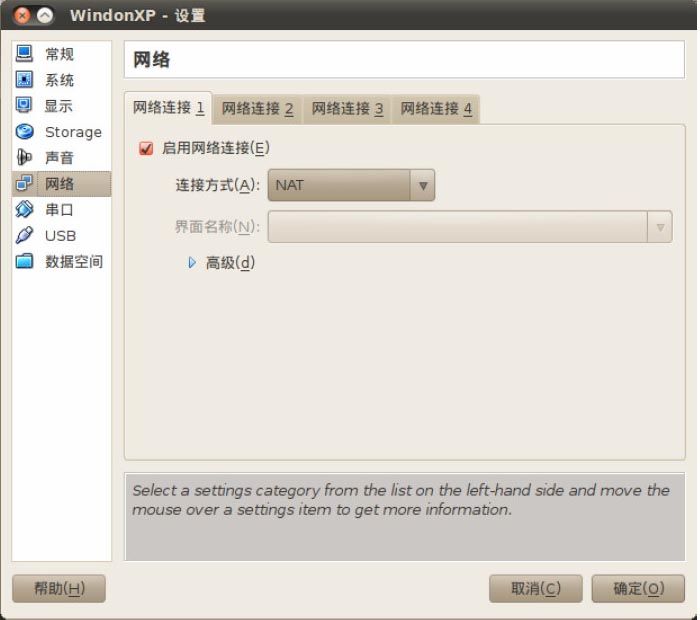 WindonXP - 设置
常规
系统
显示
Storage
声音
网络
串口
USB
数据空间
网络
网络连接 1
网络连接 2
网络连接 3
网络连接 4
启用网络连接(E)
连接方式(A):
NAT
界面名称(N):
高级(d)
Select a settings category from the list on the left-hand side and move the
mouse over a settings item to get more information.
帮助(H)
取消(C)
确定(O)